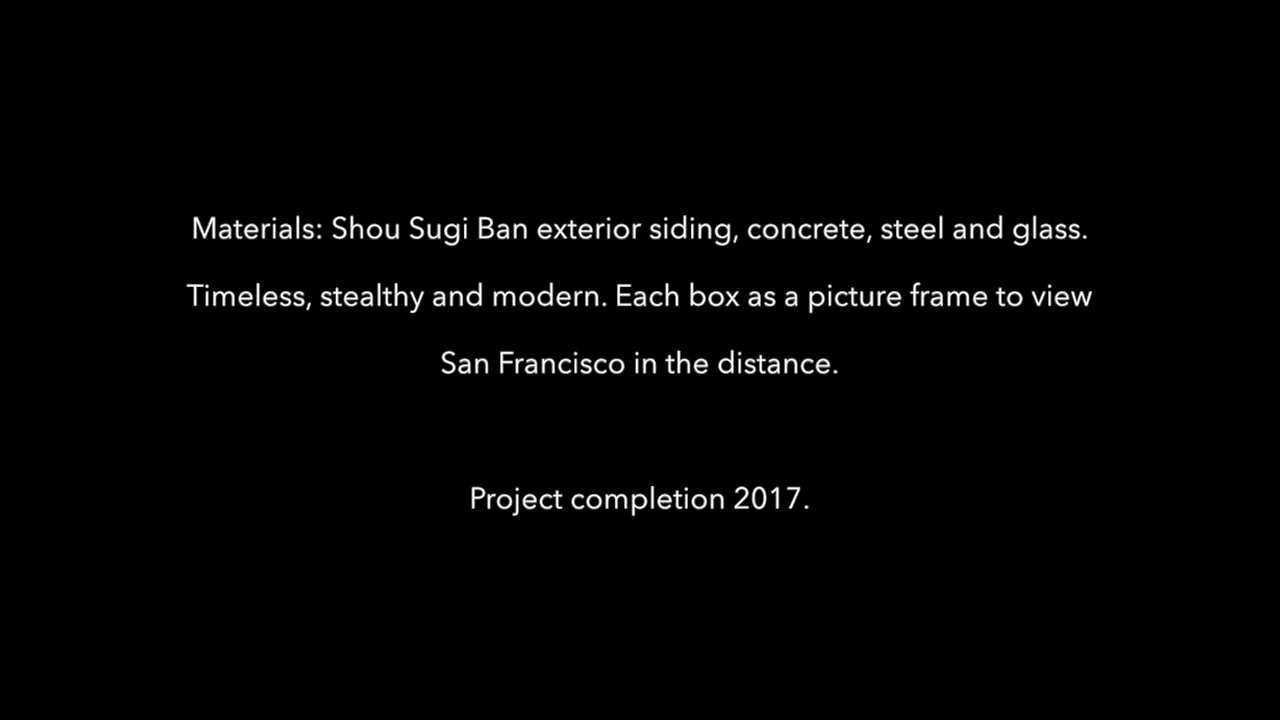 Materials: Shou Sugi Ban exterior siding, concrete, steel and glass.
Timeless, stealthy and modern. Each box as a picture frame to view
San Francisco in the distance.
Project completion 2017.